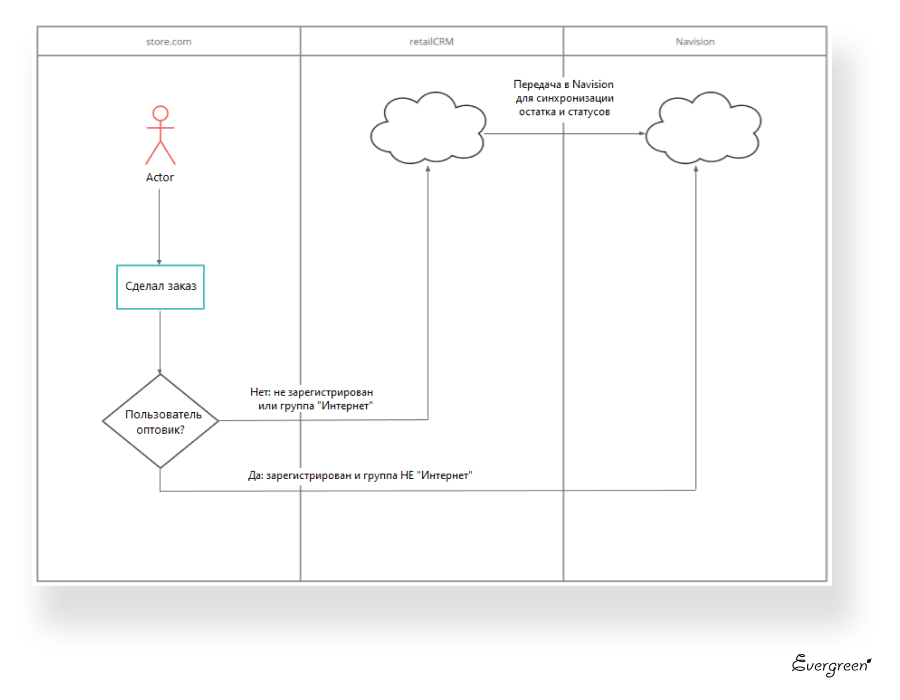 store.com
retailCRM
Navision
Передача в Navision
для синхронизации
остатка и статусов
Actor
Сделал заказ
Нет: не зарегистрирован
или группа "Интернет"
Пользователь
оптовик?
Да: зарегистрирован и группа НЕ "Интернет"
Evergreen